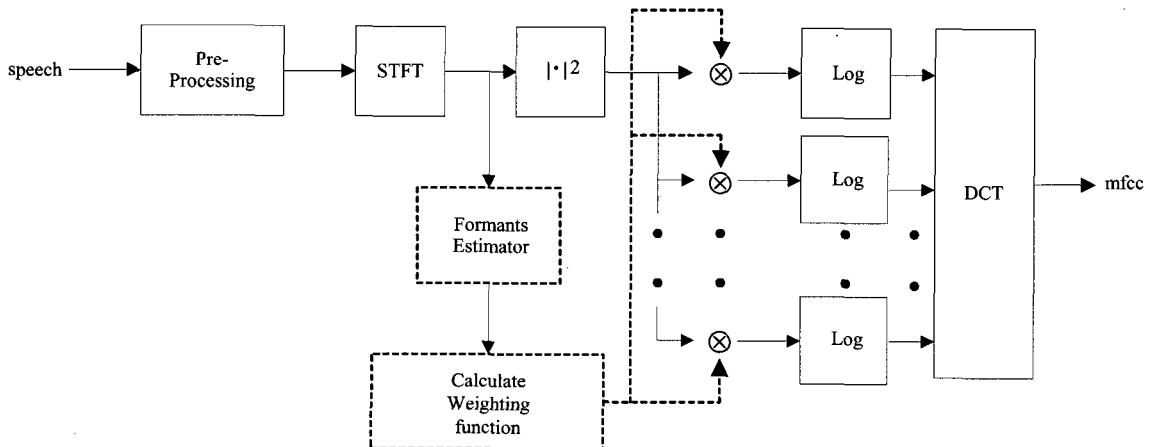 speech
Pre-
Processing
STFT
|·|2
Log
Log
DCT
mfcc
Formants
Estimator
Log
Calculate
Weighting
function